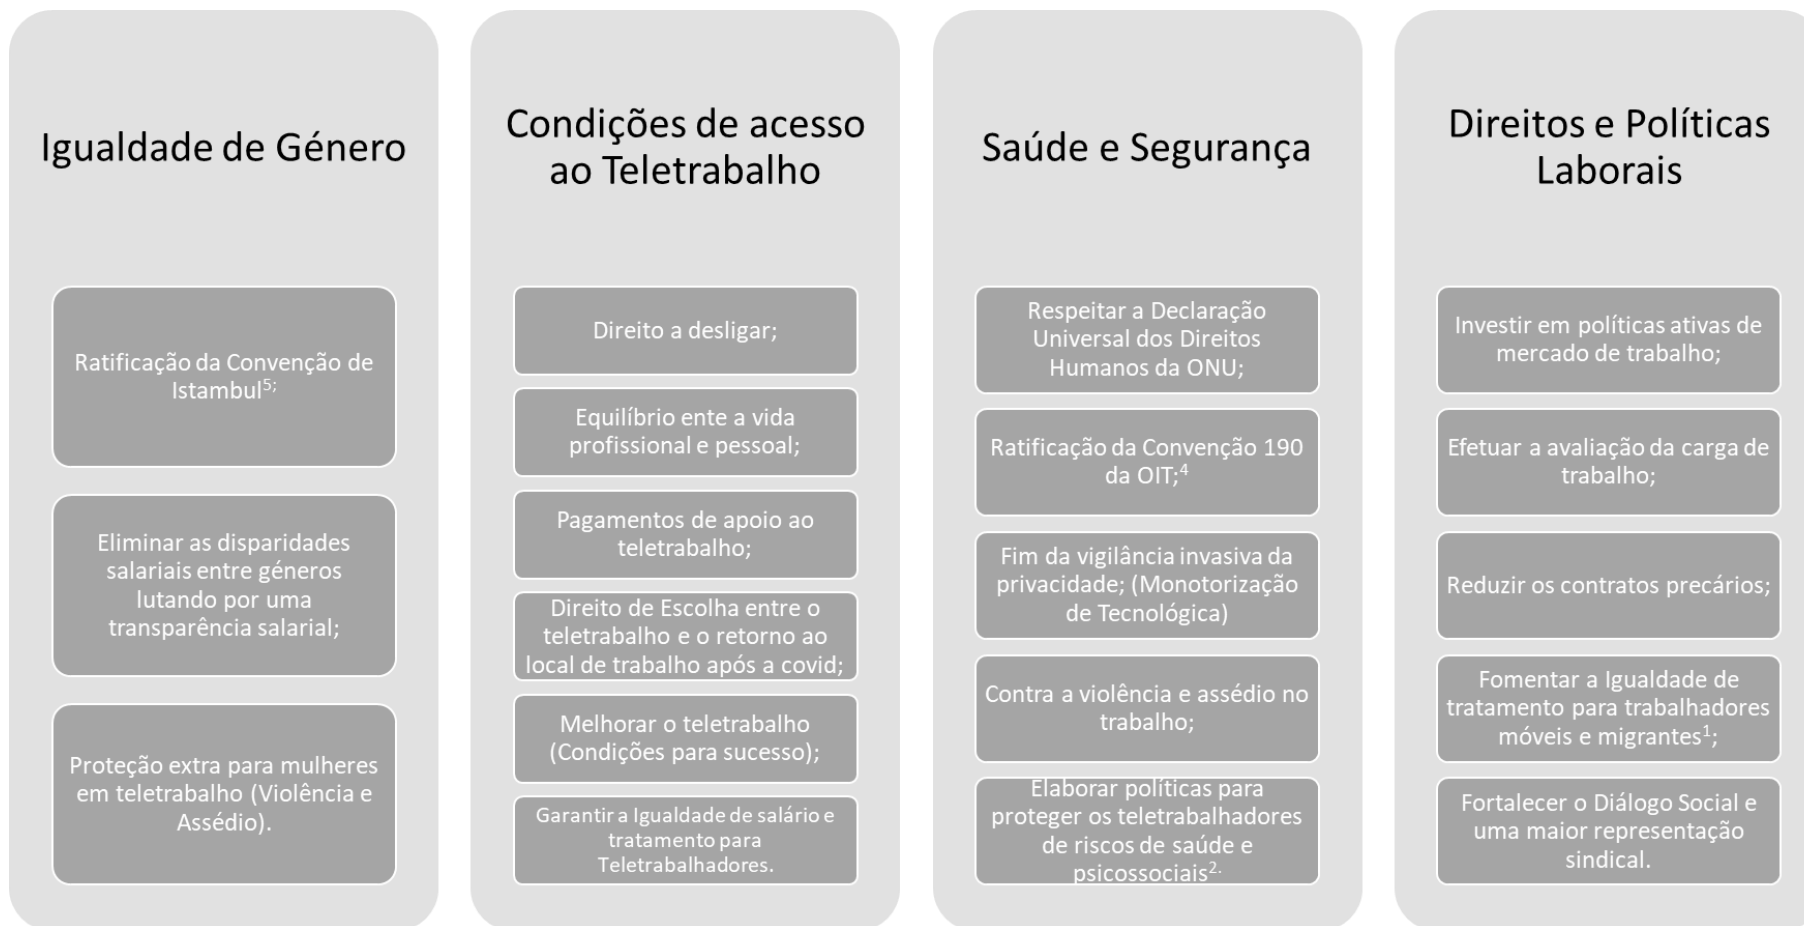 Igualdade de Género
Ratificação da Convenção de
Istambul⁵;
Eliminar as disparidades
salariais entre géneros
lutando por uma
transparência salarial;
Proteção extra para mulheres
em teletrabalho (Violência e
Assédio).
Condições de acesso
ao Teletrabalho
Direito a desligar;
Equilíbrio ente a vida
profissional e pessoal;
Pagamentos de apoio ao
teletrabalho;
Direito de Escolha entre o
teletrabalho e o retorno ao
local de trabalho após a covid;
Melhorar o teletrabalho
(Condições para sucesso);
Garantir a Igualdade de salário e
tratamento para
Teletrabalhadores.
Saúde e Segurança
Respeitar a Declaração
Universal dos Direitos
Humanos da ONU;
Ratificação da Convenção 190
da OIT;⁴
Fim da vigilância invasiva da
privacidade; (Monotorização
de Tecnológica)
Contra a violência e assédio no
trabalho;
Elaborar políticas para
proteger os teletrabalhadores
de riscos de saúde e
psicossociais².
Direitos e Políticas
Laborais
Investir em políticas ativas de
mercado de trabalho;
Efetuar a avaliação da carga de
trabalho;
Reduzir os contratos precários;
Fomentar a Igualdade de
tratamento para trabalhadores
móveis e migrantes¹;
Fortalecer o Diálogo Social e
uma maior representação
sindical.